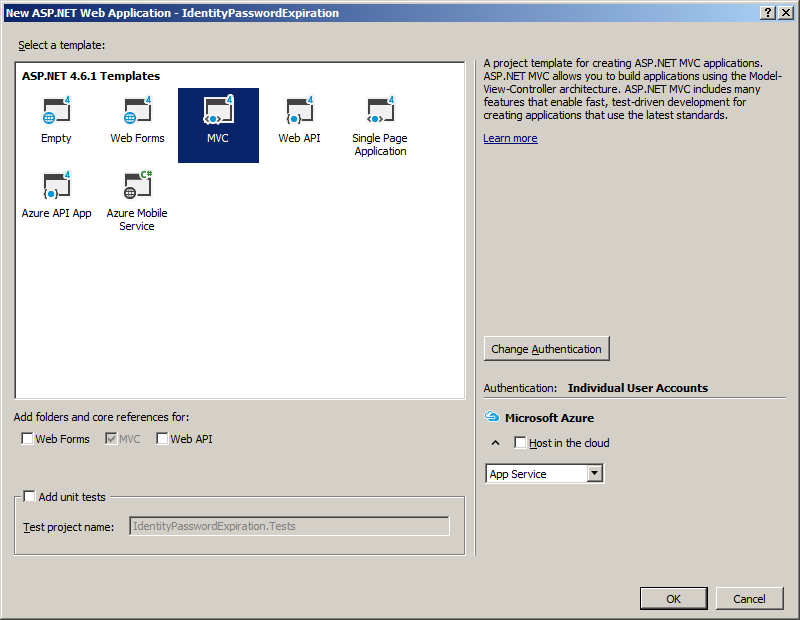 New ASP.NET Web Application - IdentityPasswordExpiration
Select a template:
ASP.NET 4.6.1 Templates
4
Empty
4
Web Forms
4
MVC
4
Web API
4
Single Page
Application
4
Azure API App
C#
Azure Mobile
Service
A project template for creating ASP.NET MVC applications.
ASP.NET MVC allows you to build applications using the Model-
View-Controller architecture. ASP.NET MVC includes many
features that enable fast, test-driven development for
creating applications that use the latest standards.
Learn more
Change Authentication
Authentication: Individual User Accounts
Microsoft Azure
Host in the cloud
App Service
Add folders and core references for:
Web Forms MVC Web API
Add unit tests
Test project name: IdentityPasswordExpiration.Tests
OK Cancel